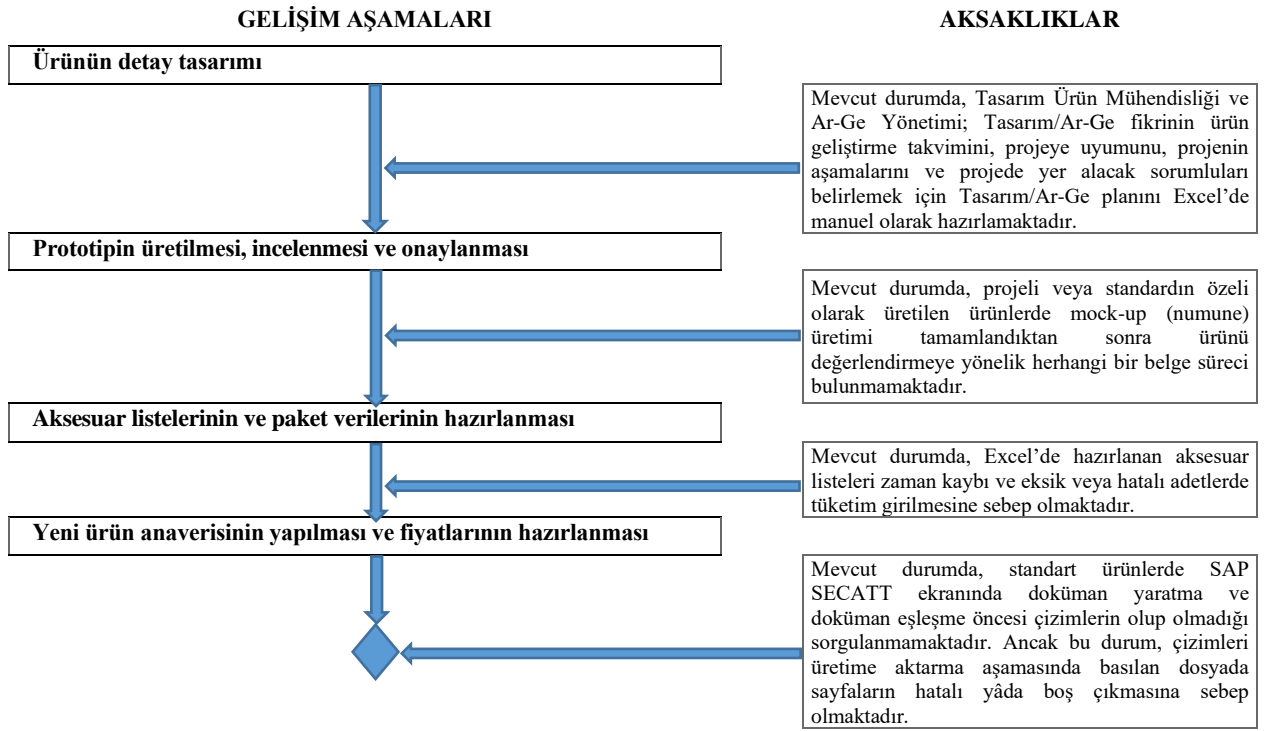 GELİŞİM AŞAMALARI
AKSAKLIKLAR
Ürünün detay tasarımı
Mevcut durumda, Tasarım Ürün Mühendisliği ve
Ar-Ge Yönetimi; Tasarım/Ar-Ge fikrinin ürün
geliştirme takvimini, projeye uyumunu, projenin
aşamalarını ve projede yer alacak sorumluları
belirlemek için Tasarım/Ar-Ge planını Excel’de
manuel olarak hazırlamaktadır.
Prototipin üretilmesi, incelenmesi ve onaylanması
Mevcut durumda, projeli veya standardın özeli
olarak üretilen ürünlerde mock-up (numune)
üretimi tamamlandıktan sonra ürünü
değerlendirmeye yönelik herhangi bir belge süreci
bulunmamaktadır.
Aksesuar listelerinin ve paket verilerinin hazırlanması
Mevcut durumda, Excel’de hazırlanan aksesuar
listeleri zaman kaybı ve eksik veya hatalı adetlerde
tüketim girilmesine sebep olmaktadır.
Yeni ürün anaverisinin yapılması ve fiyatlarının hazırlanması
Mevcut durumda, standart ürünlerde SAP
SECATT ekranında doküman yaratma ve
doküman eşleşme öncesi çizimlerin olup olmadığı
sorgulanmamaktadır. Ancak bu durum, çizimleri
üretime aktarma aşamasında basılan dosyada
sayfaların hatalı yâda boş çıkmasına sebep
olmaktadır.